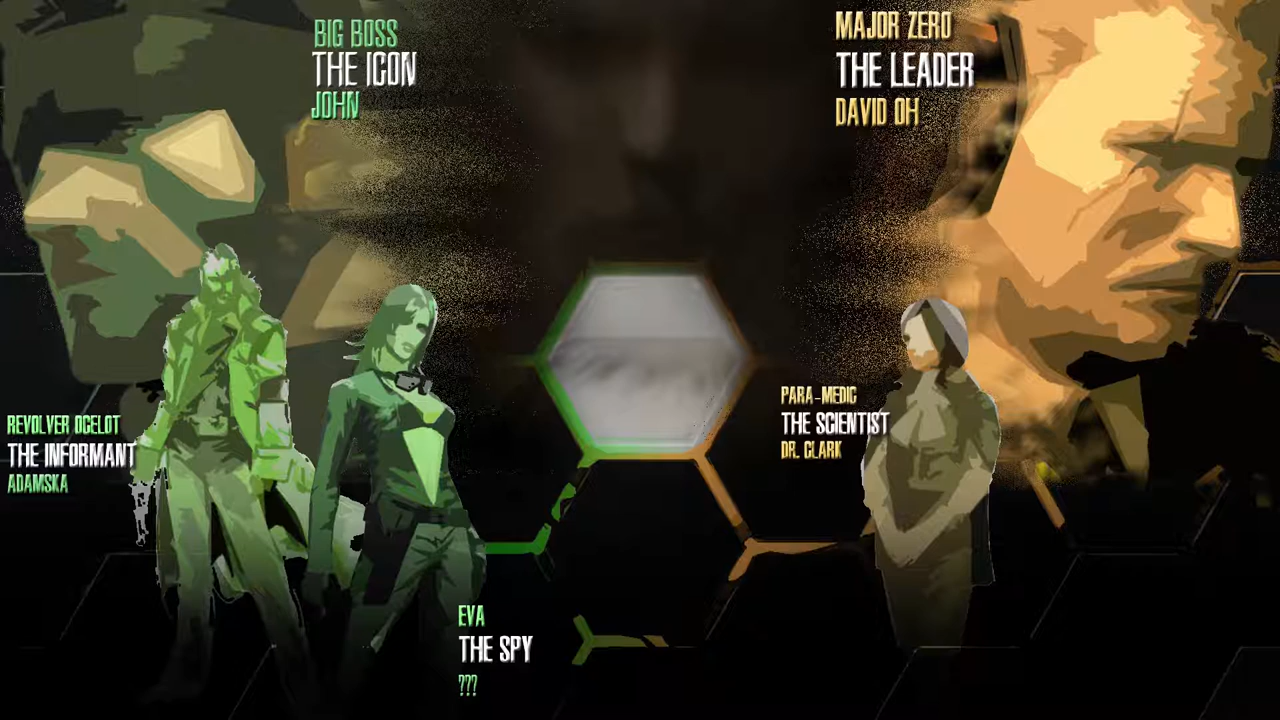 BIG BOSS
THE ICON
JOHN
MAJOR ZERO
THE LEADER
DAVID OH
REVOLVER OCELOT
THE INFORMANT
ADAMSKA
PARA-MEDIC
THE SCIENTIST
DR. CLARK
EVA
THE SPY
???